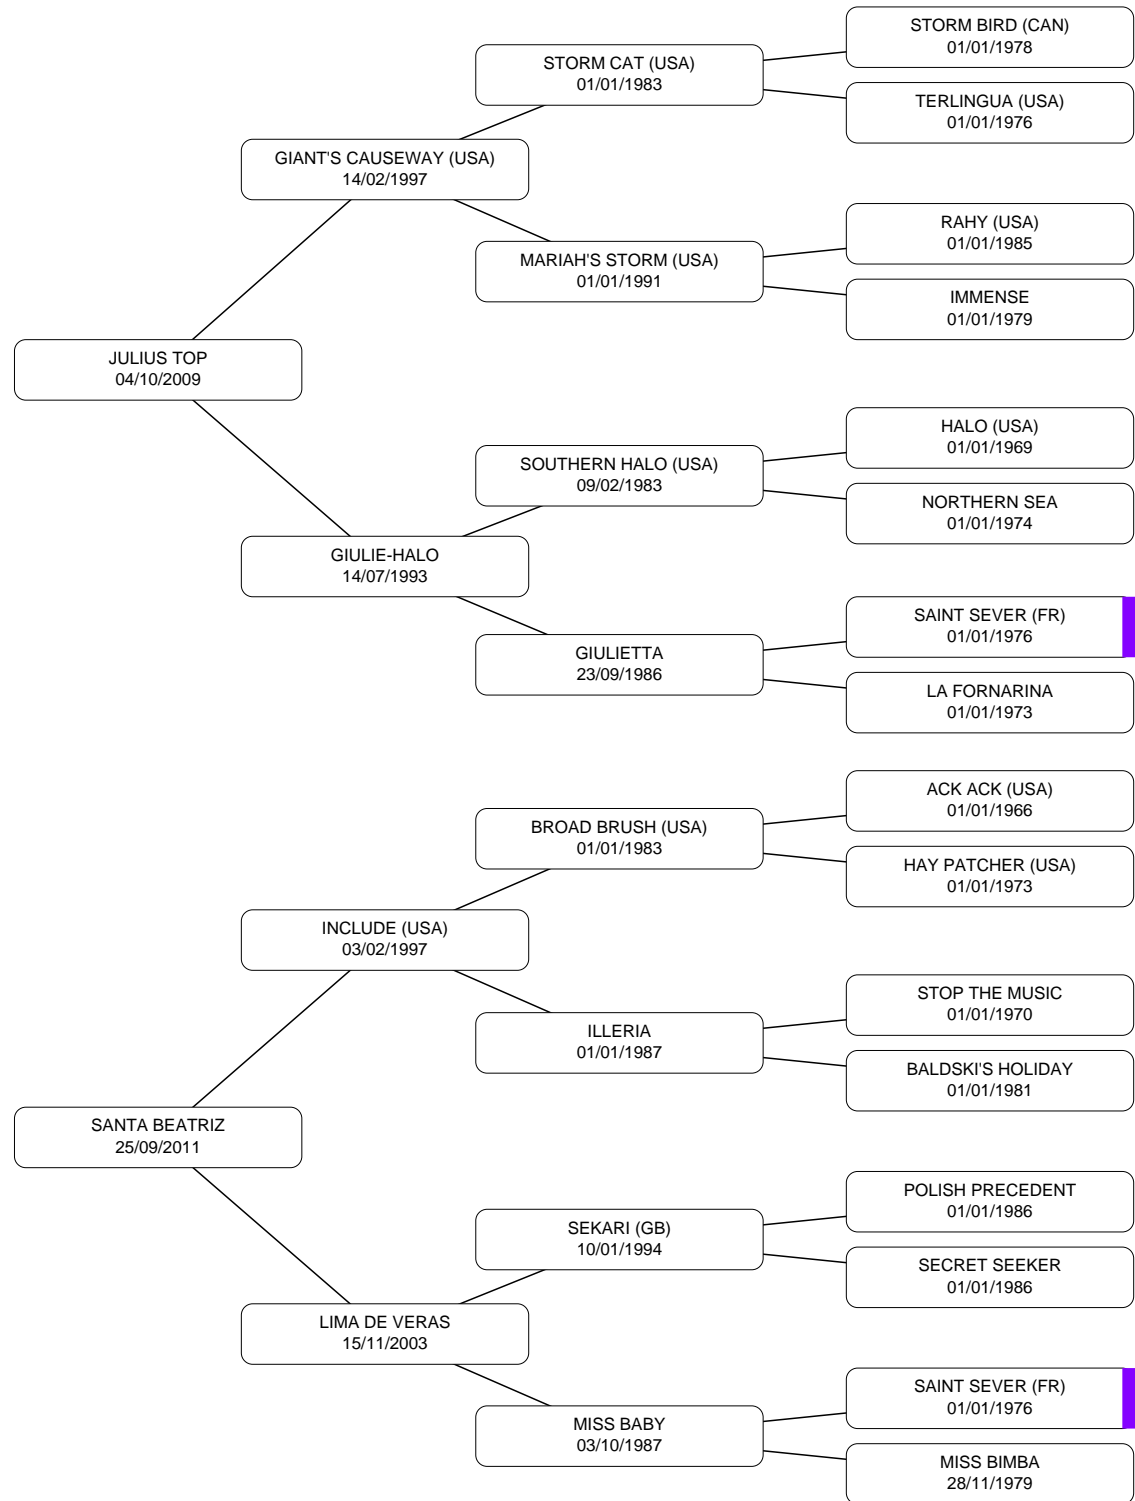 STORM BIRD (CAN)
01/01/1978
STORM CAT (USA)
01/01/1983
TERLINGUA (USA)
01/01/1976
GIANT'S CAUSEWAY (USA)
14/02/1997
RAHY (USA)
01/01/1985
MARIAH'S STORM (USA)
01/01/1991
IMMENSE
01/01/1979
JULIUS TOP
04/10/2009
HALO (USA)
01/01/1969
SOUTHERN HALO (USA)
09/02/1983
NORTHERN SEA
01/01/1974
GIULIE-HALO
14/07/1993
SAINT SEVER (FR)
01/01/1976
GIULIETTA
23/09/1986
LA FORNARINA
01/01/1973
ACK ACK (USA)
01/01/1966
BROAD BRUSH (USA)
01/01/1983
HAY PATCHER (USA)
01/01/1973
INCLUDE (USA)
03/02/1997
STOP THE MUSIC
01/01/1970
ILLERIA
01/01/1987
BALDSKI'S HOLIDAY
01/01/1981
SANTA BEATRIZ
25/09/2011
POLISH PRECEDENT
01/01/1986
SEKARI (GB)
10/01/1994
SECRET SEEKER
01/01/1986
LIMA DE VERAS
15/11/2003
SAINT SEVER (FR)
01/01/1976
MISS BABY
03/10/1987
MISS BIMBA
28/11/1979